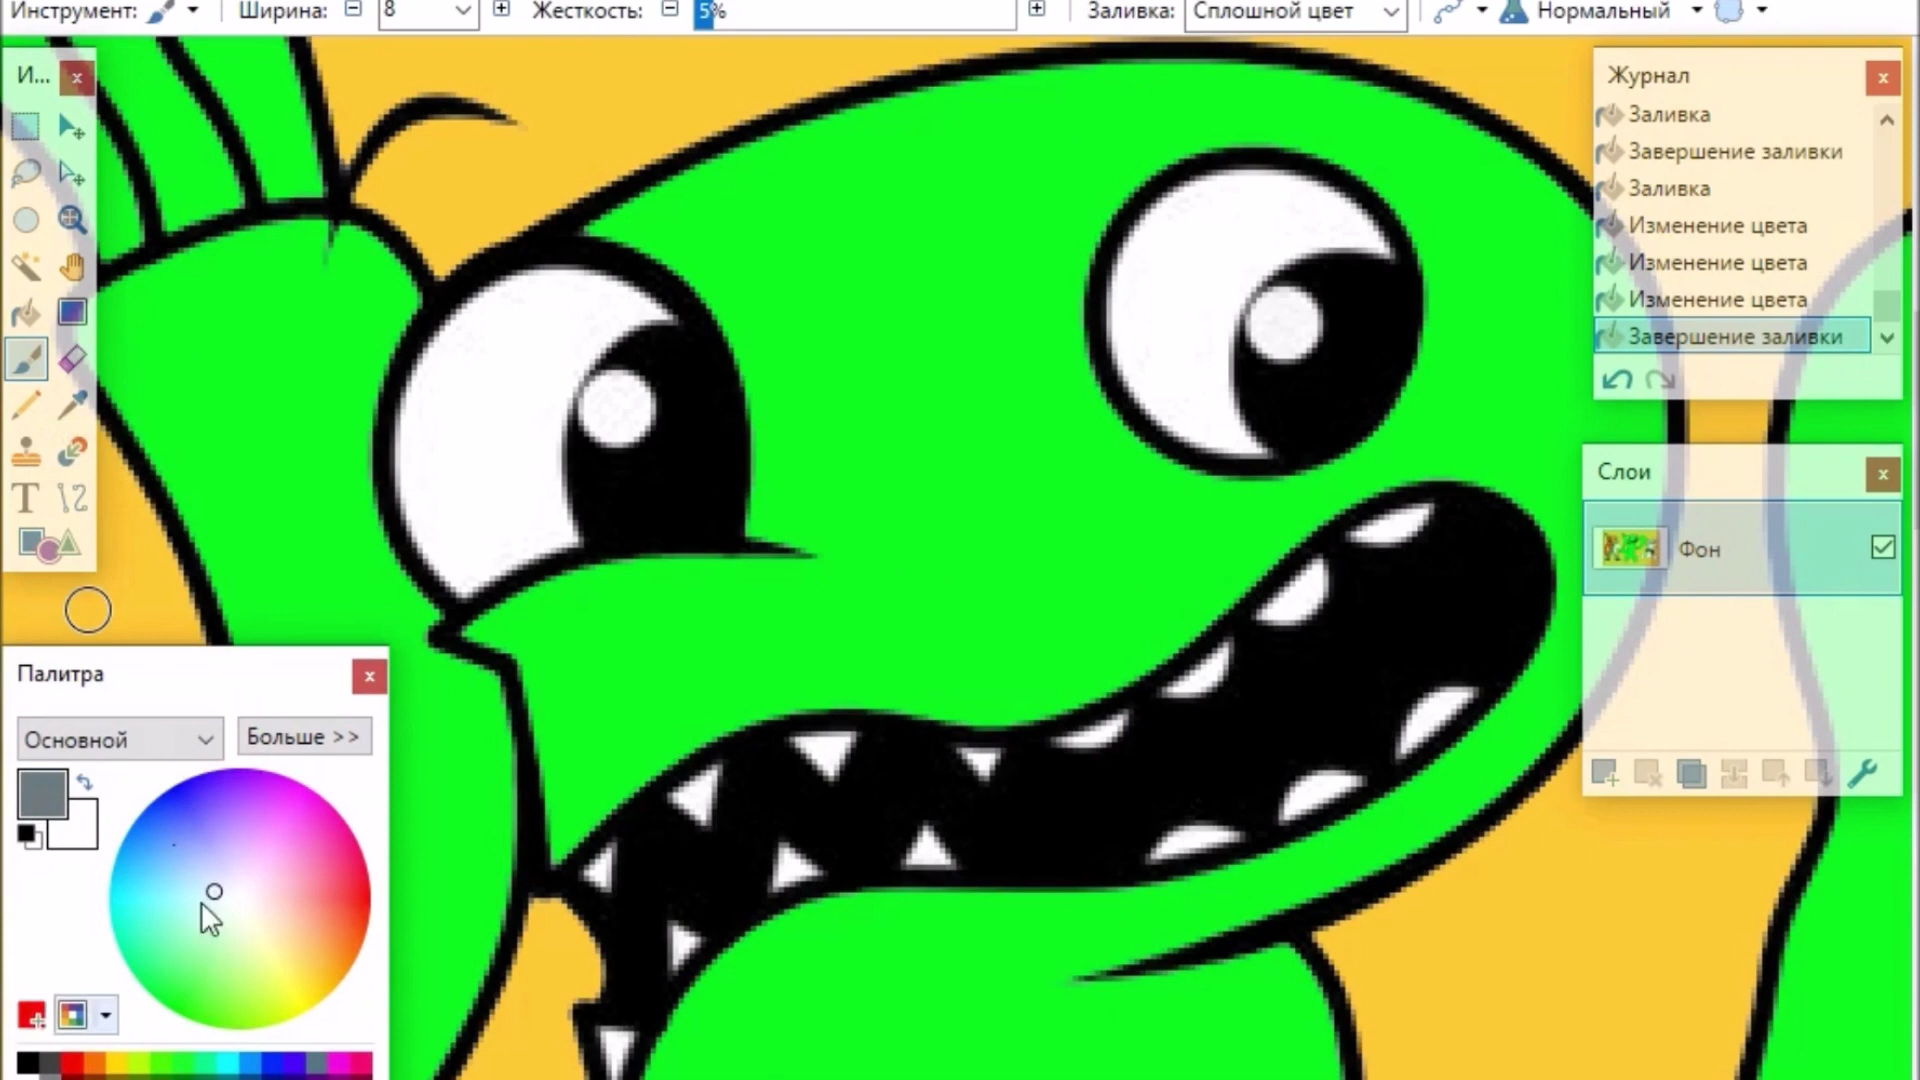 Инструмент: Ширина: 8 Жесткость: 5% Заливка: Сплошной цвет Нормальный
И...
Журнал
Заливка
Завершение заливки
Заливка
Изменение цвета
Изменение цвета
Изменение цвета
Завершение заливки
Слои
Фон
Палитра
Основной
Больше >>